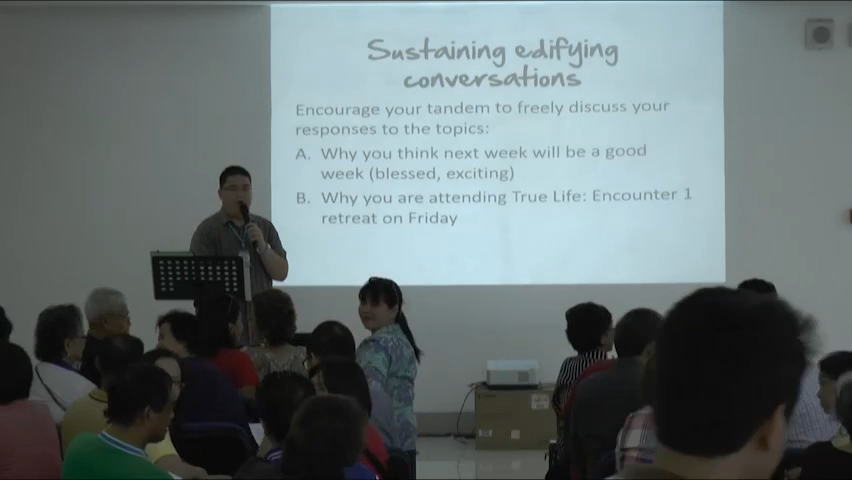 Sustaining edifying
conversations
Encourage your tandem to freely discuss your
responses to the topics:
A. Why you think next week will be a good
week (blessed, exciting)
B. Why you are attending True Life: Encounter 1
retreat on Friday